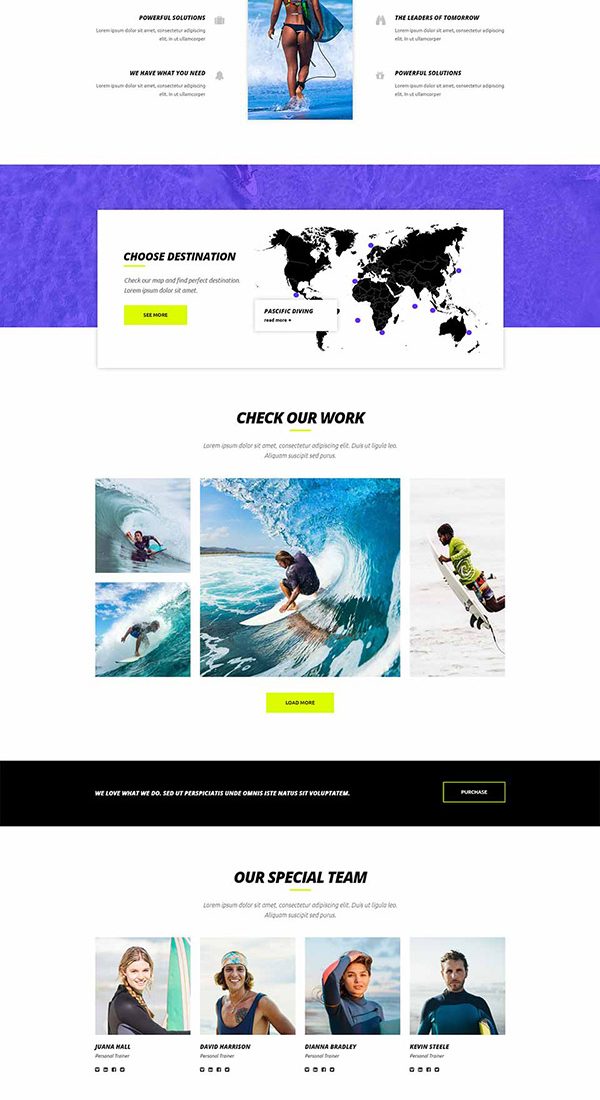 POWERFUL SOLUTIONS
Lorem ipsum dolor sit amet, consectetur adipiscing
elit. In ut ullamcorper
THE LEADERS OF TOMORROW
Lorem ipsum dolor sit amet, consectetur adipiscing
elit. In ut ullamcorper
WE HAVE WHAT YOU NEED
Lorem ipsum dolor sit amet, consectetur adipiscing
elit. In ut ullamcorper
POWERFUL SOLUTIONS
Lorem ipsum dolor sit amet, consectetur adipiscing
elit. In ut ullamcorper
CHOOSE DESTINATION
Check our map and find perfect destination.
Lorem ipsum dolor sit amet.
SEE MORE
PASCIFIC DIVING
read more +
CHECK OUR WORK
Lorem ipsum dolor sit amet, consectetur adipiscing elit. Duis ut ligula leo.
Aliquam suscipit sed purus.
LOAD MORE
WE LOVE WHAT WE DO. SED UT PERSPICIATIS UNDE OMNIS ISTE NATUS SIT VOLUPTATEM.
PURCHASE
OUR SPECIAL TEAM
Lorem ipsum dolor sit amet, consectetur adipiscing elit. Duis ut ligula leo.
Aliquam suscipit sed purus.
JUANA HALL
Personal Trainer
DAVID HARRISON
Personal Trainer
DIANNA BRADLEY
Personal Trainer
KEVIN STEELE
Personal Trainer